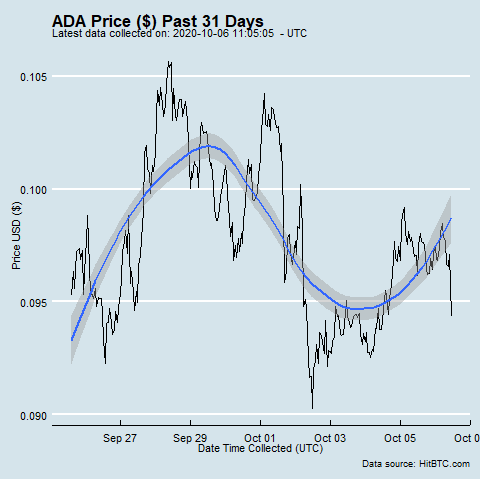 ADA Price ($) Past 31 Days
Latest data collected on: 2020-10-06 11:05:05 - UTC
0.105
0.100
0.095
0.090
Price USD ($)
Sep 27 Sep 29 Oct 01 Oct 03 Oct 05 Oct 0
Date Time Collected (UTC)
Data source: HitBTC.com